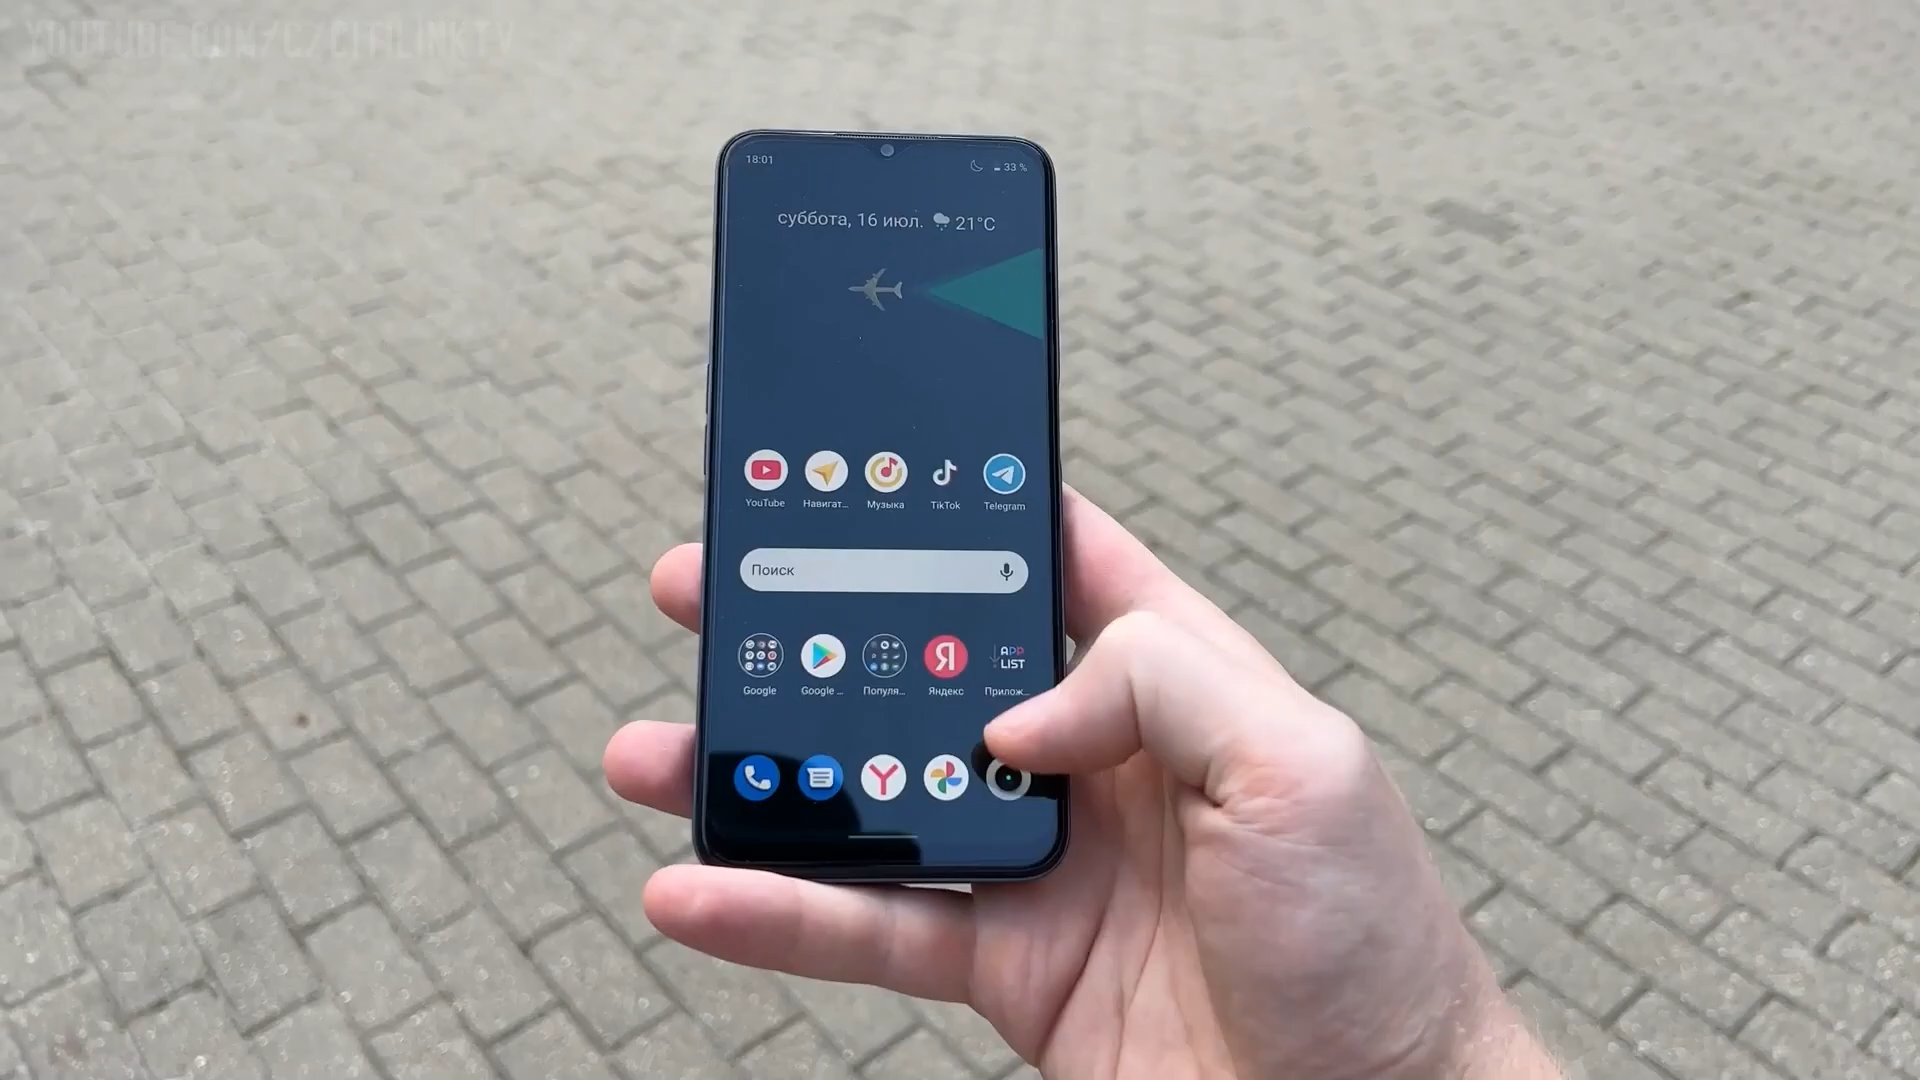 YOUTUBE.COM/C/CITILINKTV
18:01
33 %
суббота, 16 июл. 21°C
YouTube Навигат... Музыка TikTok Telegram
Поиск
APP LIST
Google Google ... Популя... Яндекс Прилож...